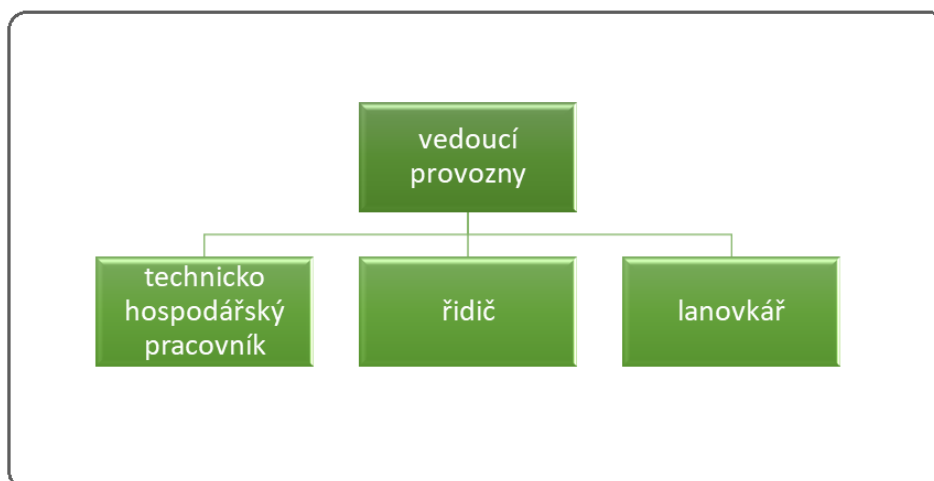 vedoucí
provozny
technicko
hospodářský
pracovník
řidič
lanovkář